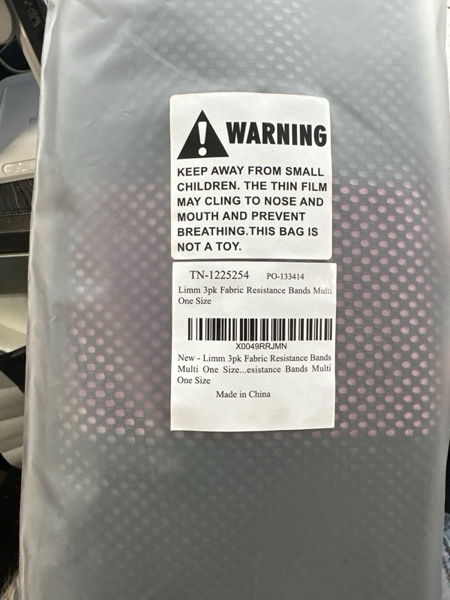 WARNING
KEEP AWAY FROM SMALL
CHILDREN. THE THIN FILM
MAY CLING TO NOSE AND
MOUTH AND PREVENT
BREATHING.THIS BAG IS
NOT A TOY.
TN-1225254 PO-133414
Limm 3pk Fabric Resistance Bands Multi
One Size
X0049RRJMN
New - Limm 3pk Fabric Resistance Bands
Multi One Size...esistance Bands Multi
One Size
Made in China